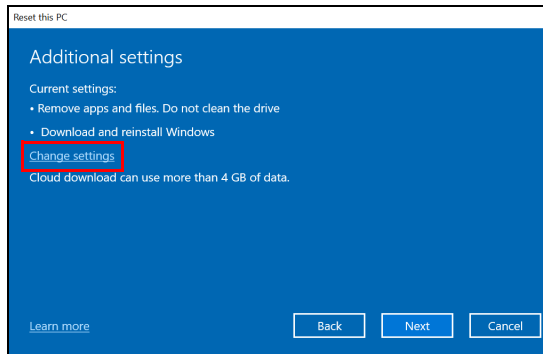 Reset this PC
Additional settings
Current settings:
• Remove apps and files. Do not clean the drive
• Download and reinstall Windows
Change settings
Cloud download can use more than 4 GB of data.
Learn more
Back
Next
Cancel